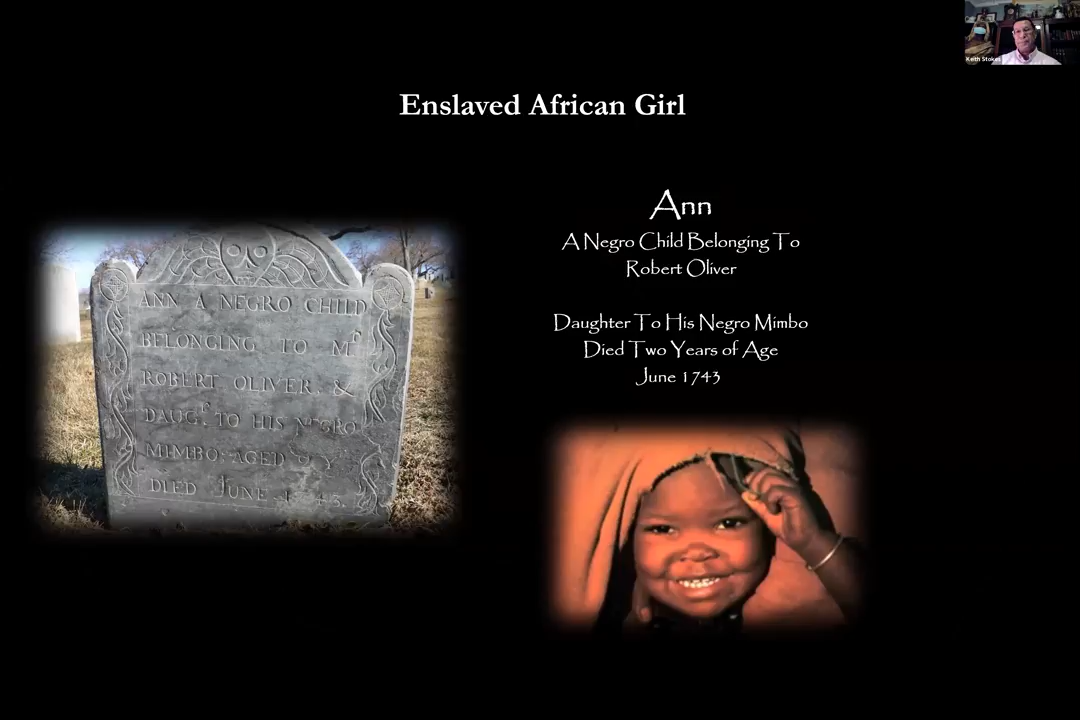 Keith Stokes
Enslaved African Girl
ANN A NEGRO CHILD
BELONGING TO Mr
ROBERT OLIVER, &
DAUGr TO HIS NEGRO
MIMBO: AGED
DIED JUNE
Ann
A Negro Child Belonging To
Robert Oliver
Daughter To His Negro Mimbo
Died Two Years of Age
June 1743